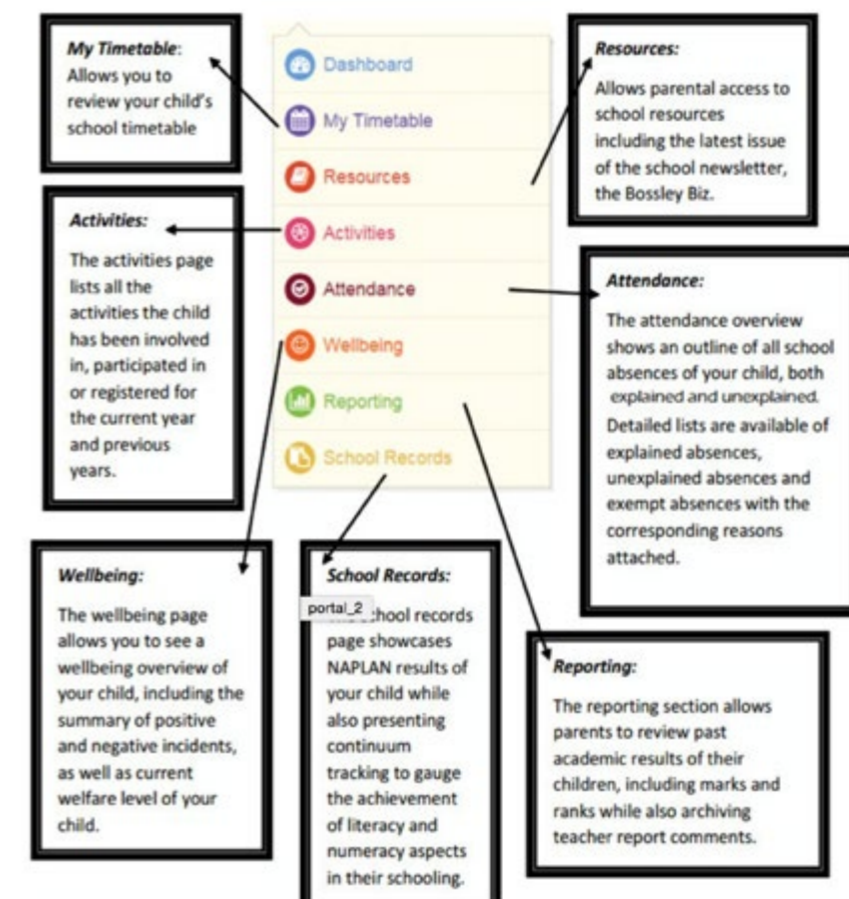 My Timetable:
Allows you to
review your child's
school timetable
Dashboard
My Timetable
Resources
Activities
Attendance
Wellbeing
Reporting
School Records
Resources:
Allows parental access to
school resources
including the latest issue
of the school newsletter,
the Bossley Biz.
Activities:
The activities page
lists all the
activities the child
has been involved
in, participated in
or registered for
the current year
and previous
years.
Attendance:
The attendance overview
shows an outline of all school
absences of your child, both
explained and unexplained.
Detailed lists are available of
explained absences,
unexplained absences and
exempt absences with the
corresponding reasons
attached.
Wellbeing:
The wellbeing page
allows you to see a
wellbeing overview of
your child, including the
summary of positive
and negative incidents,
as well as current
welfare level of your
child.
School Records:
portal_2
school records
page showcases
NAPLAN results of
your child while
also presenting
continuum
tracking to gauge
the achievement
of literacy and
numeracy aspects
in their schooling.
Reporting:
The reporting section allows
parents to review past
academic results of their
children, including marks and
ranks while also archiving
teacher report comments.